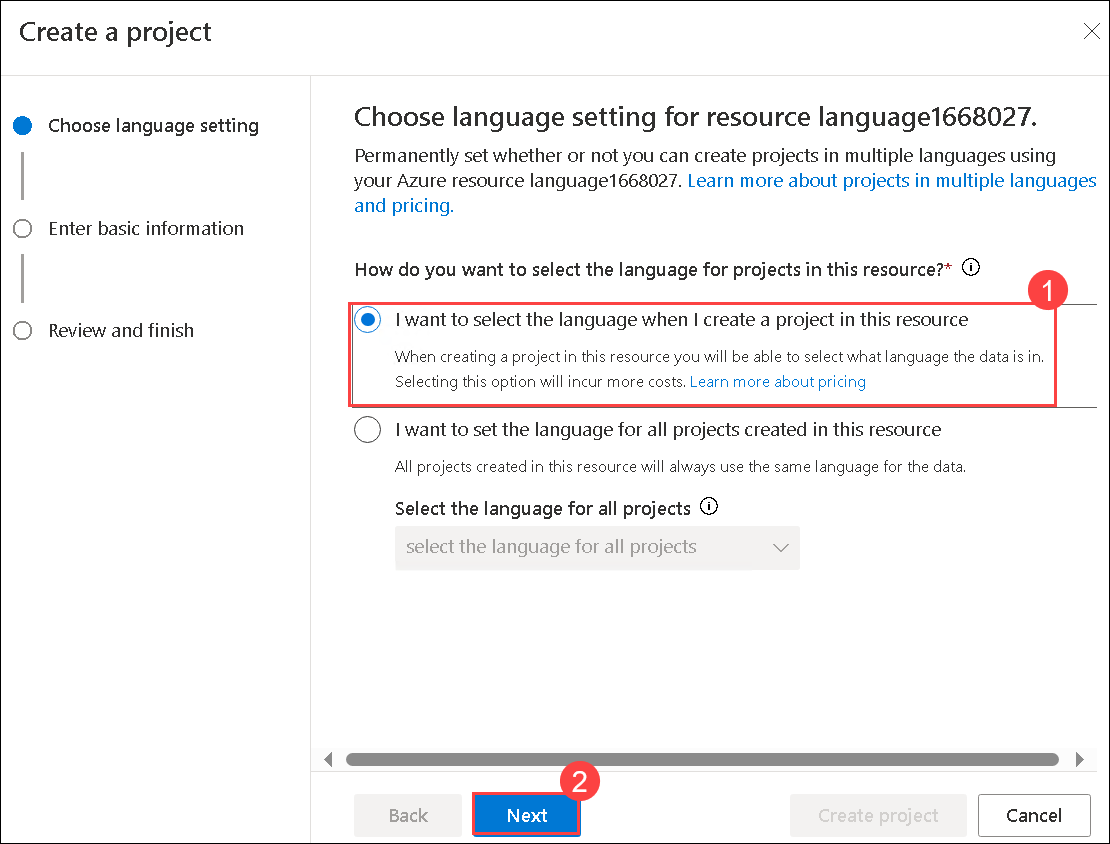 Create a project
Choose language setting
Enter basic information
Review and finish
Choose language setting for resource language1668027.
Permanently set whether or not you can create projects in multiple languages using
your Azure resource language1668027. Learn more about projects in multiple languages
and pricing.
How do you want to select the language for projects in this resource?*
1
I want to select the language when I create a project in this resource
When creating a project in this resource you will be able to select what language the data is in.
Selecting this option will incur more costs. Learn more about pricing
I want to set the language for all projects created in this resource
All projects created in this resource will always use the same language for the data.
Select the language for all projects
select the language for all projects
2
Back
Next
Create project
Cancel